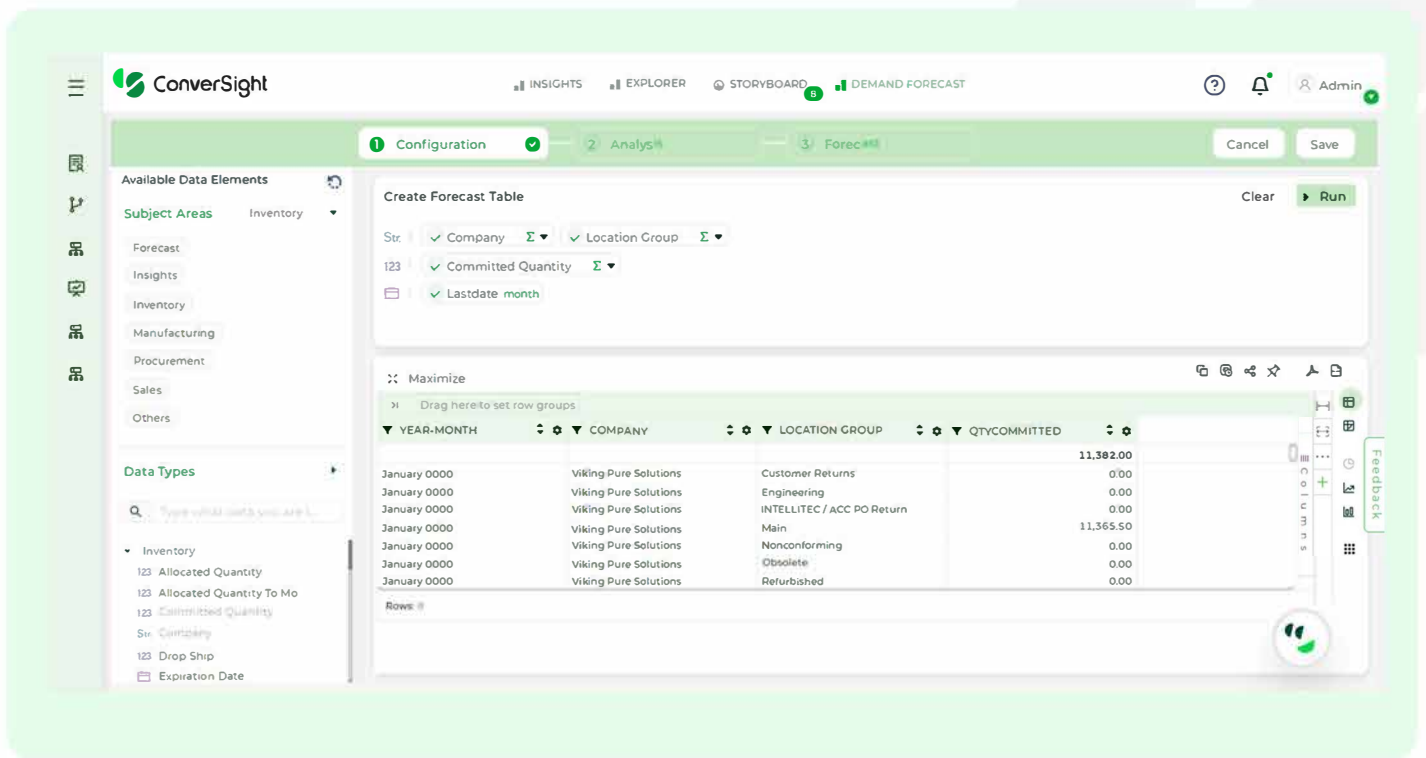 ConverSight
INSIGHTS
EXPLORER
STORYBOARD
DEMAND FORECAST
Admin
1 Configuration
2
3
Cancel
Save
Available Data Elements
Subject Areas
Inventory
Forecast
Insights
Inventory
Manufacturing
Procurement
Sales
Others
Data Types
Inventory
123 Allocated Quantity
123 Allocated Quantity To Mo
123 Committed Quantity
Str. Company
123 Drop Ship
Expiration Date
Create Forecast Table
Clear
Run
Str. Company Σ Location Group Σ
123 Committed Quantity Σ
Lastdate month
Maximize
Drag here to set row groups
YEAR-MONTH COMPANY LOCATION GROUP QTYCOMMITTED
11,382.00
January 0000 Viking Pure Solutions Customer Returns 0.00
January 0000 Viking Pure Solutions Engineering 0.00
January 0000 Viking Pure Solutions INTELLITEC / ACC PO Return 0.00
January 0000 Viking Pure Solutions Main 11,365.50
January 0000 Viking Pure Solutions Nonconforming 0.00
January 0000 Viking Pure Solutions Obsolete 0.00
January 0000 Viking Pure Solutions Refurbished 0.00
Rows:
Columns
Feedback